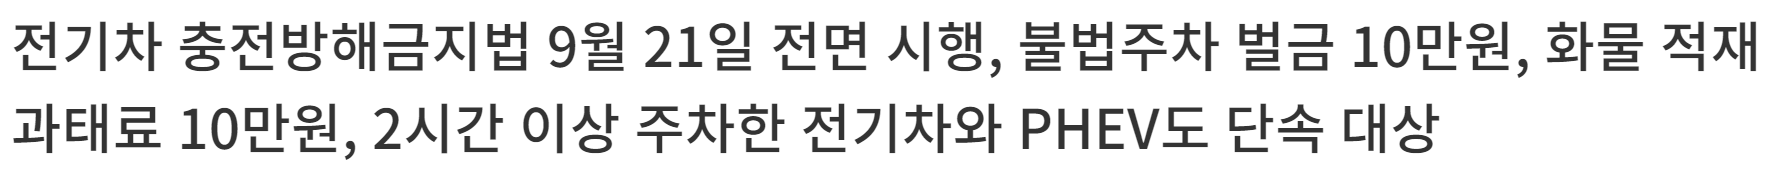 전기차 충전방해금지법 9월 21일 전면 시행, 불법주차 벌금 10만원, 화물 적재
과태료 10만원, 2시간 이상 주차한 전기차와 PHEV도 단속 대상